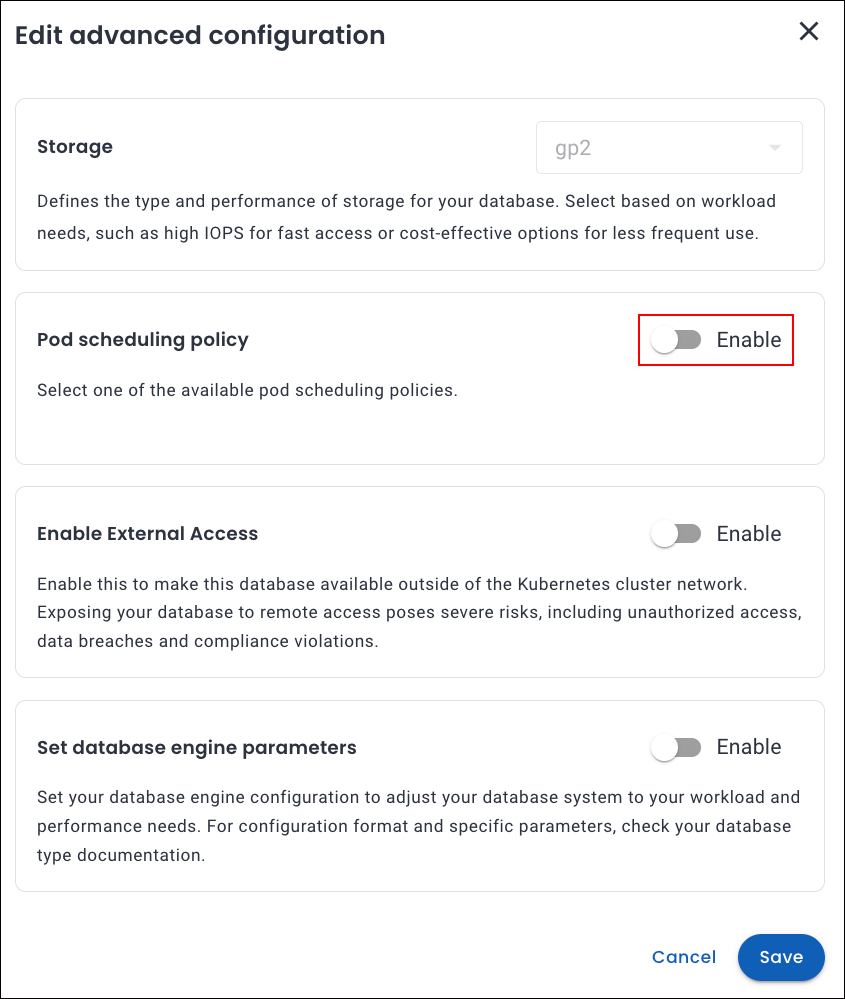 Edit advanced configuration
Storage
gp2
Defines the type and performance of storage for your database. Select based on workload
needs, such as high IOPS for fast access or cost-effective options for less frequent use.
Pod scheduling policy
Enable
Select one of the available pod scheduling policies.
Enable External Access
Enable
Enable this to make this database available outside of the Kubernetes cluster network.
Exposing your database to remote access poses severe risks, including unauthorized access,
data breaches and compliance violations.
Set database engine parameters
Enable
Set your database engine configuration to adjust your database system to your workload and
performance needs. For configuration format and specific parameters, check your database
type documentation.
Cancel
Save